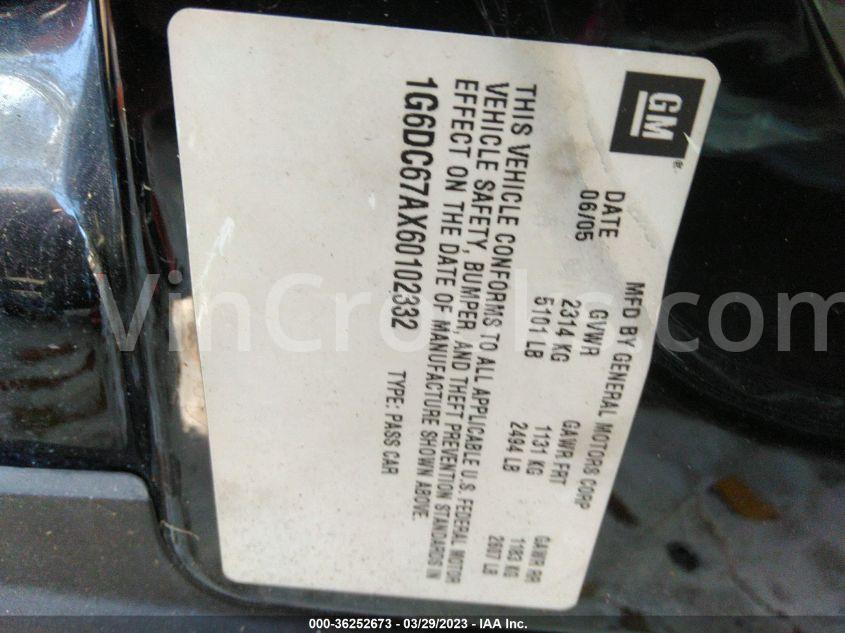 GM®
MFD BY GENERAL MOTORS CORP
DATE GVWR GAWR FRT GAWR RR
06/05 2314 KG 1131 KG 1183 KG
5101 LB 2494 LB 2607 LB
THIS VEHICLE CONFORMS TO ALL APPLICABLE U.S. FEDERAL MOTOR
VEHICLE SAFETY, BUMPER, AND THEFT PREVENTION STANDARDS IN
EFFECT ON THE DATE OF MANUFACTURE SHOWN ABOVE.
1G6DC67AX60102332 TYPE: PASS CAR
000-36252673 - 03/29/2023 - IAA Inc.